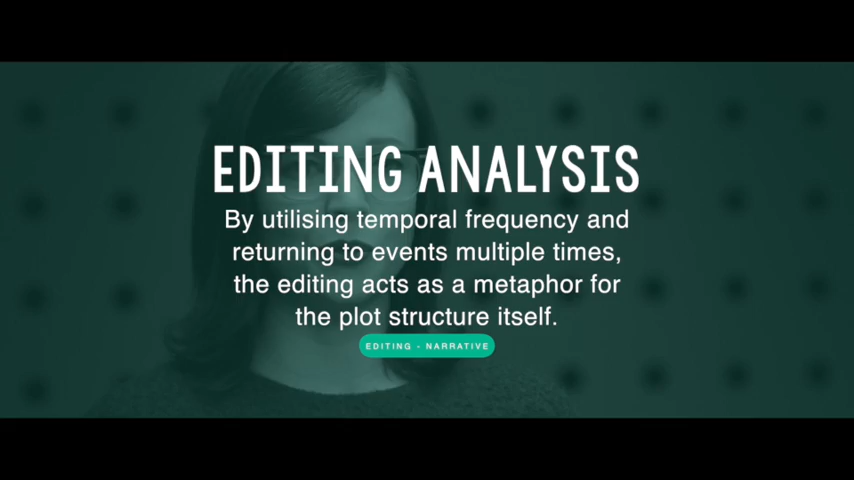 EDITING ANALYSIS
By utilising temporal frequency and
returning to events multiple times,
the editing acts as a metaphor for
the plot structure itself.
EDITING - NARRATIVE